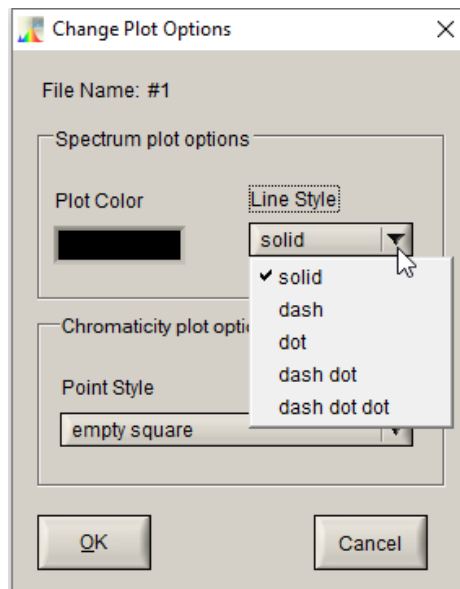 Change Plot Options
File Name: #1
Spectrum plot options
Plot Color
Line Style
solid
solid
dash
dot
dash dot
dash dot dot
Chromaticity plot opti
Point Style
empty square
OK
Cancel